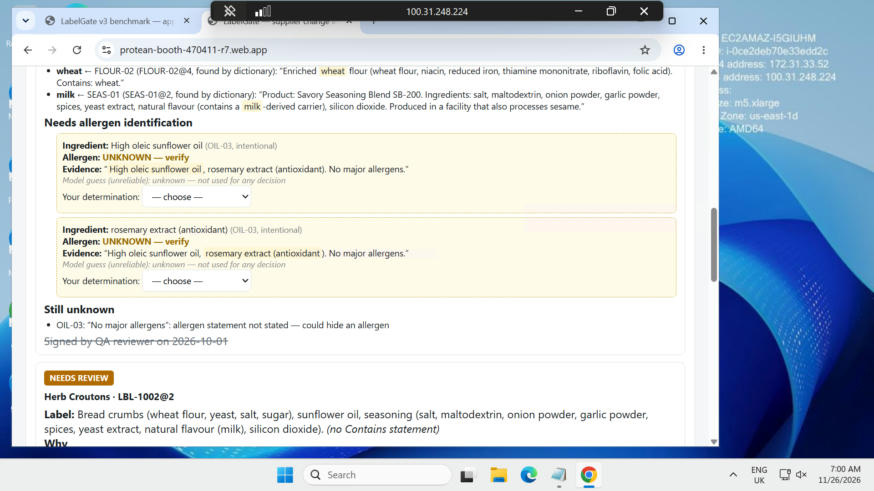 100.31.248.224
LabelGate v3 benchmark — app
LabelGate — supplier change
protean-booth-470411-r7.web.app
EC2AMAZ-I5GIUHM
: i-0ce2deb70e33edd2c
address: 172.31.33.52
address: 100.31.248.224
ze: m5.xlarge
Zone: us-east-1d
e: AMD64
• wheat ← FLOUR-02 (FLOUR-02@4, found by dictionary): “Enriched wheat flour (wheat flour, niacin, reduced iron, thiamine mononitrate, riboflavin, folic acid).
Contains: wheat.”
• milk ← SEAS-01 (SEAS-01@2, found by dictionary): “Product: Savory Seasoning Blend SB-200. Ingredients: salt, maltodextrin, onion powder, garlic powder,
spices, yeast extract, natural flavour (contains a milk-derived carrier), silicon dioxide. Produced in a facility that also processes sesame.”
Needs allergen identification
Ingredient: High oleic sunflower oil (OIL-03, intentional)
Allergen: UNKNOWN — verify
Evidence: “High oleic sunflower oil, rosemary extract (antioxidant). No major allergens.”
Model guess (unreliable): unknown — not used for any decision
Your determination: — choose —
Ingredient: rosemary extract (antioxidant) (OIL-03, intentional)
Allergen: UNKNOWN — verify
Evidence: “High oleic sunflower oil, rosemary extract (antioxidant). No major allergens.”
Model guess (unreliable): unknown — not used for any decision
Your determination: — choose —
Still unknown
• OIL-03: “No major allergens”: allergen statement not stated — could hide an allergen
Signed by QA reviewer on 2026-10-01
NEEDS REVIEW
Herb Croutons · LBL-1002@2
Label: Bread crumbs (wheat flour, yeast, salt, sugar), sunflower oil, seasoning (salt, maltodextrin, onion powder, garlic powder,
spices, yeast extract, natural flavour (milk), silicon dioxide). (no Contains statement)
Why
Search
ENG
UK
7:00 AM
11/26/2026